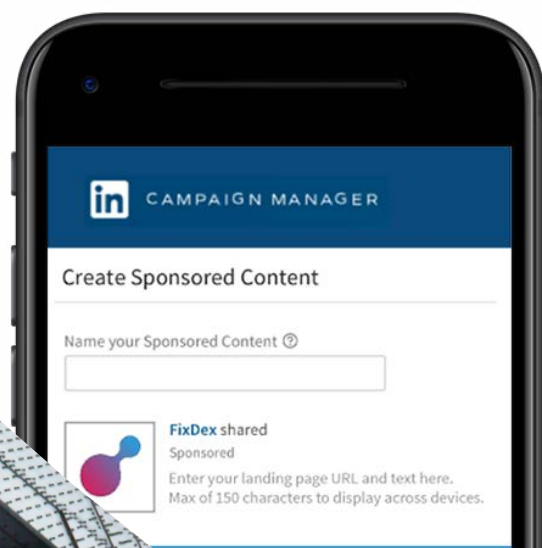 in CAMPAIGN MANAGER
Create Sponsored Content
Name your Sponsored Content ?
FixDex shared
Sponsored
Enter your landing page URL and text here.
Max of 150 characters to display across devices.